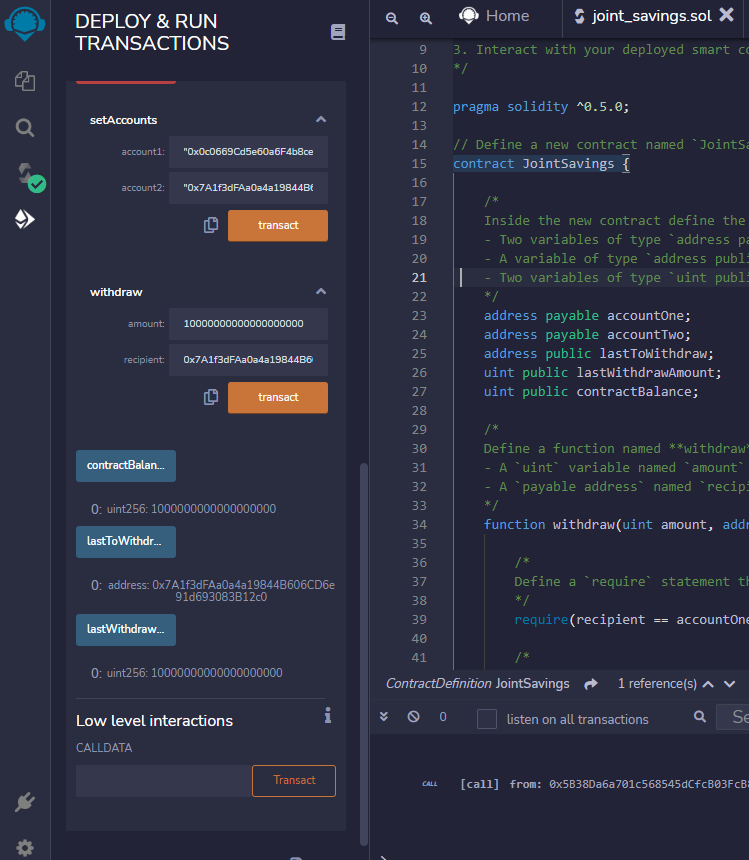 DEPLOY & RUN
TRANSACTIONS
setAccounts
account1: "0x0c0669Cd5e60a6F4b8ce
account2: "0x7A1f3dFAa0a4a19844B6
transact
withdraw
amount: 10000000000000000000
recipient: 0x7A1f3dFAa0a4a19844B60
transact
contractBalan...
0: uint256: 1000000000000000000
lastToWithdr...
0: address: 0x7A1f3dFAa0a4a19844B606CD6e
91d693083B12c0
lastWithdraw...
0: uint256: 10000000000000000000
Low level interactions
CALLDATA
Transact
Home
joint_savings.sol
9 3. Interact with your deployed smart co
10 */
11
12 pragma solidity ^0.5.0;
13
14 // Define a new contract named `JointSa
15 contract JointSavings {
16
17 /*
18 Inside the new contract define the
19 - Two variables of type `address pa
20 - A variable of type `address publi
21 - Two variables of type `uint publi
22 */
23 address payable accountOne;
24 address payable accountTwo;
25 address public lastToWithdraw;
26 uint public lastWithdrawAmount;
27 uint public contractBalance;
28
29 /*
30 Define a function named **withdraw*
31 - A `uint` variable named `amount`
32 - A `payable address` named `recipi
33 */
34 function withdraw(uint amount, addr
35
36 /*
37 Define a `require` statement th
38 */
39 require(recipient == accountOne
40
41 /*
ContractDefinition JointSavings 1 reference(s)
0 listen on all transactions Se
CALL [call] from: 0x5B38Da6a701c568545dCfcB03FcB8